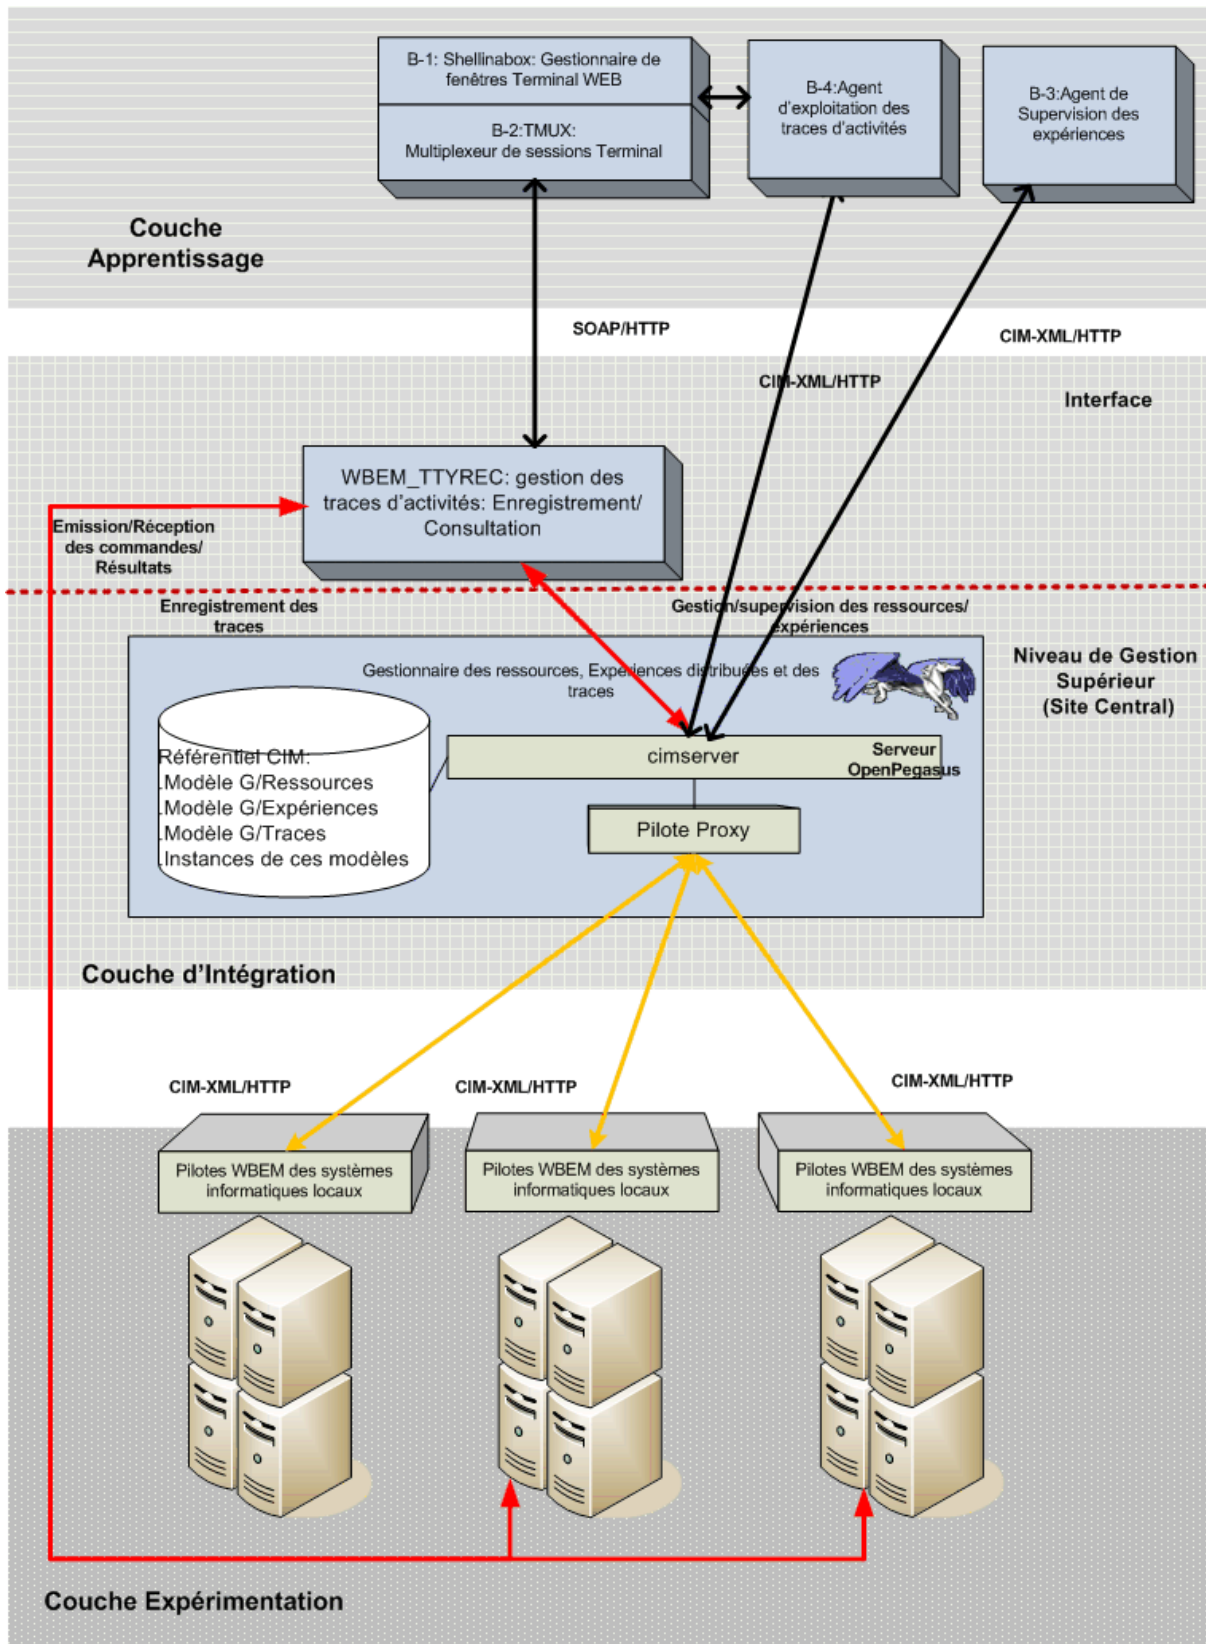 B-1: Shellinabox: Gestionnaire de
fenêtres Terminal WEB
B-2:TMUX:
Multiplexeur de sessions Terminal
B-4:Agent
d'exploitation des
traces d'activités
B-3:Agent de
Supervision des
expériences
Couche
Apprentissage
SOAP/HTTP
CIM-XML/HTTP
CIM-XML/HTTP
Interface
WBEM_TTYREC: gestion des
traces d'activités: Enregistrement/
Consultation
Emission/Réception
des commandes/
Résultats
Enregistrement des
traces
Gestion/supervision des ressources/
expériences
Gestionnaire des ressources, Expériences distribuées et des
traces
Niveau de Gestion
Supérieur
(Site Central)
Référentiel CIM:
.Modèle G/Ressources
.Modèle G/Expériences
.Modèle G/Traces
.Instances de ces modèles
cimserver
Serveur
OpenPegasus
Pilote Proxy
Couche d'Intégration
CIM-XML/HTTP
CIM-XML/HTTP
CIM-XML/HTTP
Pilotes WBEM des systèmes
informatiques locaux
Pilotes WBEM des systèmes
informatiques locaux
Pilotes WBEM des systèmes
informatiques locaux
Couche Expérimentation